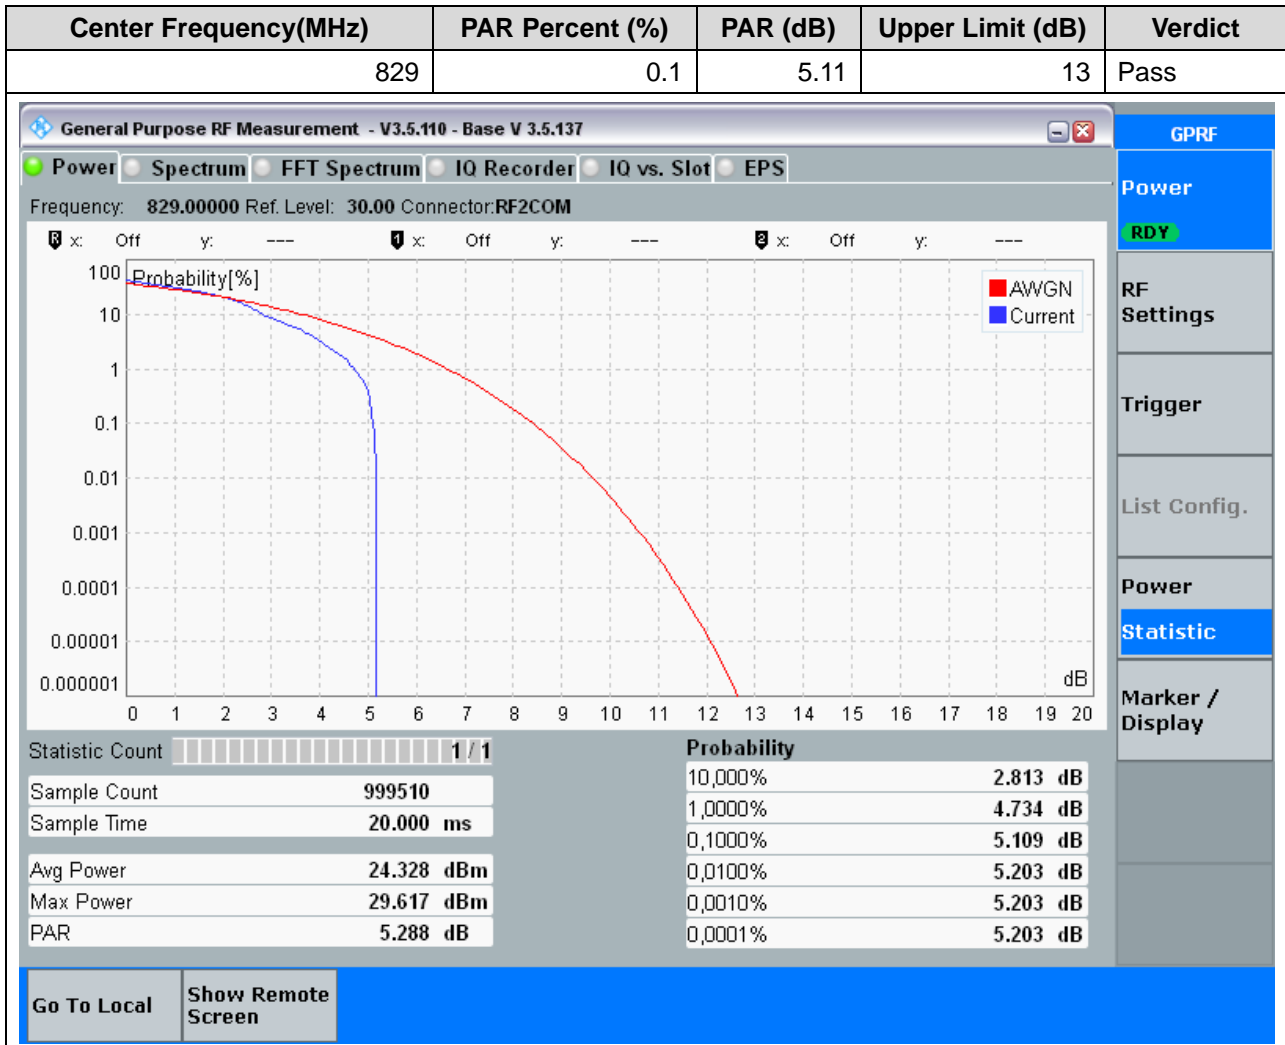 Center Frequency(MHz) PAR Percent (%) PAR (dB) Upper Limit (dB) Verdict
829 0.1 5.11 13 Pass
General Purpose RF Measurement - V3.5.110 - Base V 3.5.137
GPRF
Power Spectrum FFT Spectrum IQ Recorder IQ vs. Slot EPS
Power
RDY
Frequency: 829.00000 Ref. Level: 30.00 Connector:RF2COM
R x: Off y: --- 1 x: Off y: --- 2 x: Off y: ---
Probability[%]
AWGN
Current
100
10
1
0.1
0.01
0.001
0.0001
0.00001
0.000001
dB
0 1 2 3 4 5 6 7 8 9 10 11 12 13 14 15 16 17 18 19 20
RF
Settings
Trigger
List Config.
Power
Statistic
Marker /
Display
Statistic Count 1 / 1
Sample Count 999510
Sample Time 20.000 ms
Avg Power 24.328 dBm
Max Power 29.617 dBm
PAR 5.288 dB
Probability
10,000% 2.813 dB
1,0000% 4.734 dB
0,1000% 5.109 dB
0,0100% 5.203 dB
0,0010% 5.203 dB
0,0001% 5.203 dB
Go To Local
Show Remote
Screen